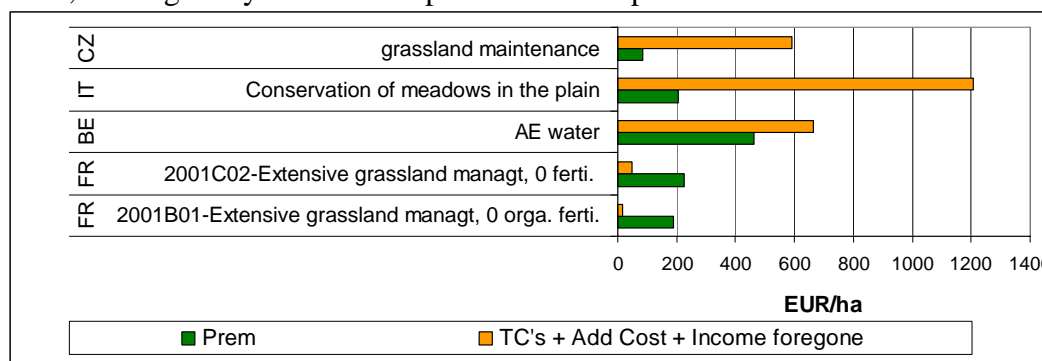 CZ grassland maintenance
IT Conservation of meadows in the plain
BE AE water
FR 2001C02-Extensive grassland managt, 0 ferti.
FR 2001B01-Extensive grassland managt, 0 orga. ferti.
0 200 400 600 800 1000 1200 1400
EUR/ha
Prem TC's + Add Cost + Income foregone